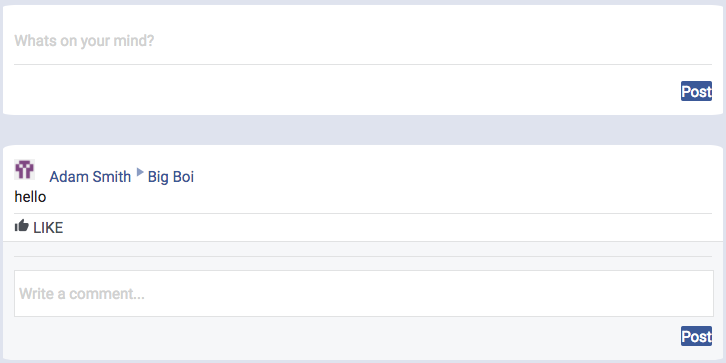 Whats on your mind?
Post
Adam Smith Big Boi
hello
LIKE
Write a comment...
Post